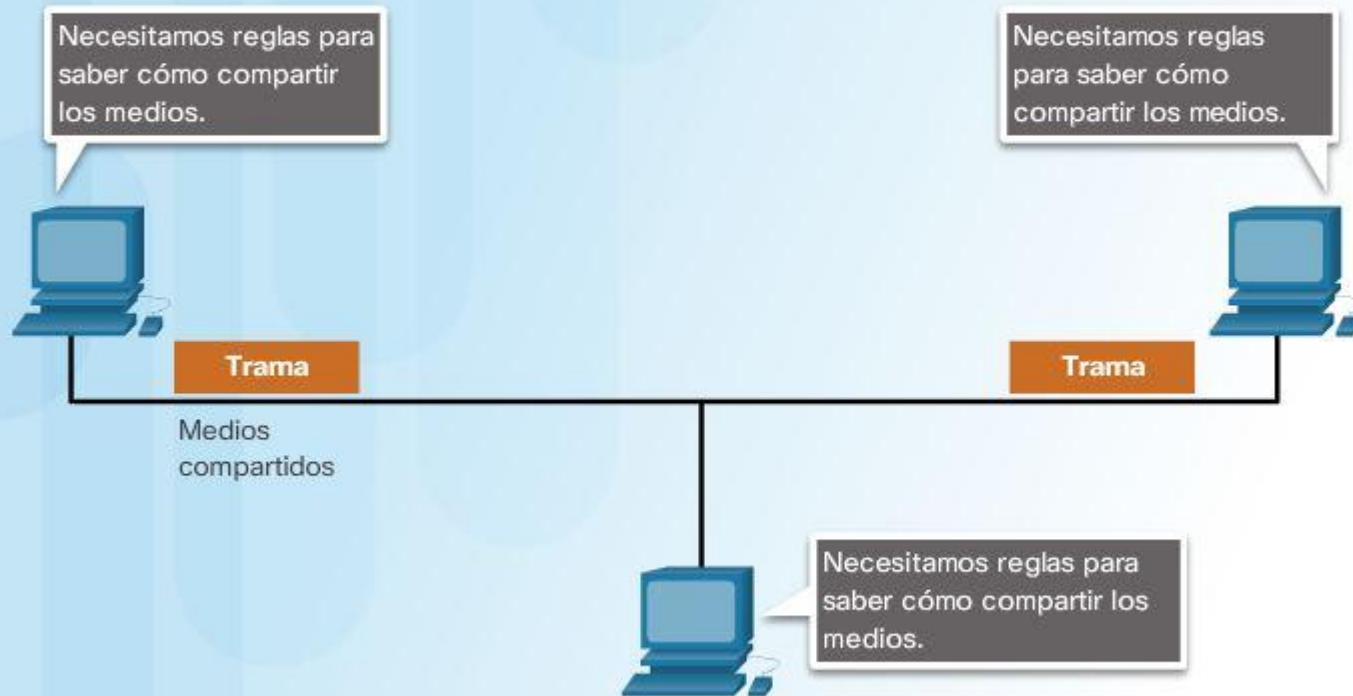 Necesitamos reglas para
saber cómo compartir
los medios.
Necesitamos reglas
para saber cómo
compartir los medios.
Trama
Trama
Medios
compartidos
Necesitamos reglas para
saber cómo compartir los
medios.